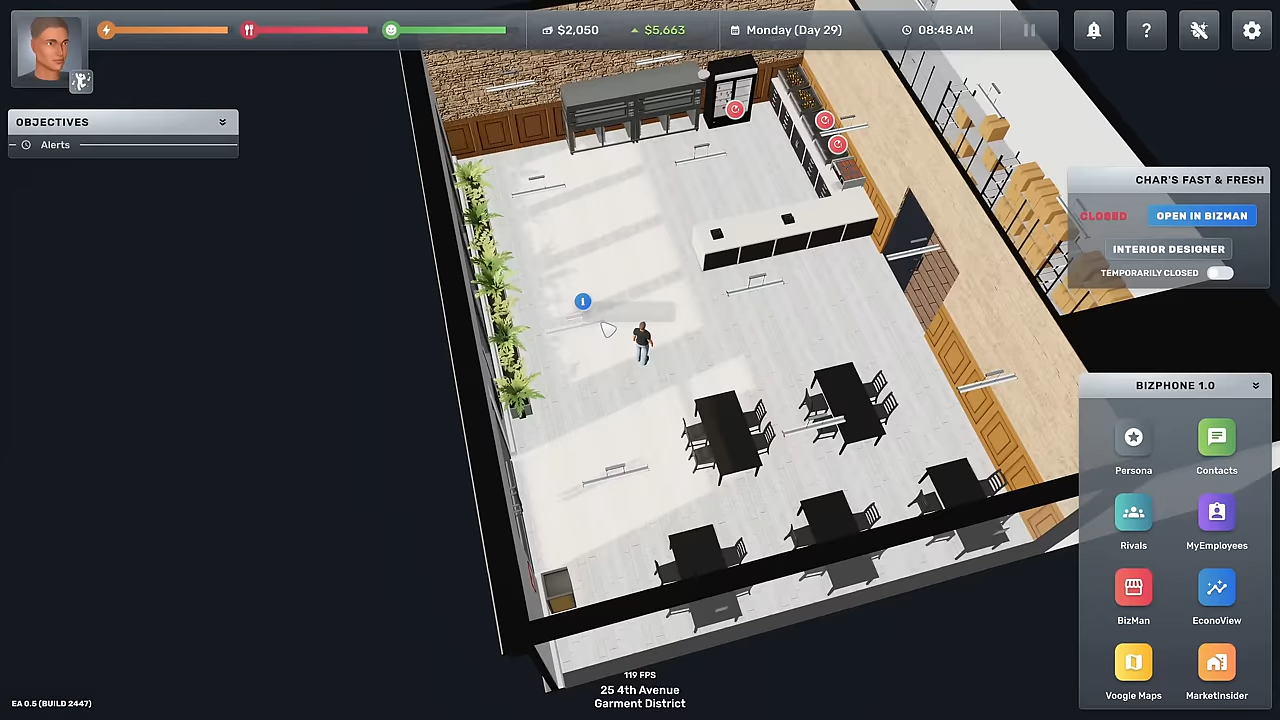 $2,050
$5,663
Monday (Day 29)
08:48 AM
?
OBJECTIVES
Alerts
CHAR'S FAST & FRESH
CLOSED
OPEN IN BIZMAN
INTERIOR DESIGNER
TEMPORARILY CLOSED
i
BIZPHONE 1.0
Persona
Contacts
Rivals
MyEmployees
BizMan
EconoView
Voogle Maps
MarketInsider
119 FPS
25 4th Avenue
Garment District
EA 0.5 (BUILD 2447)